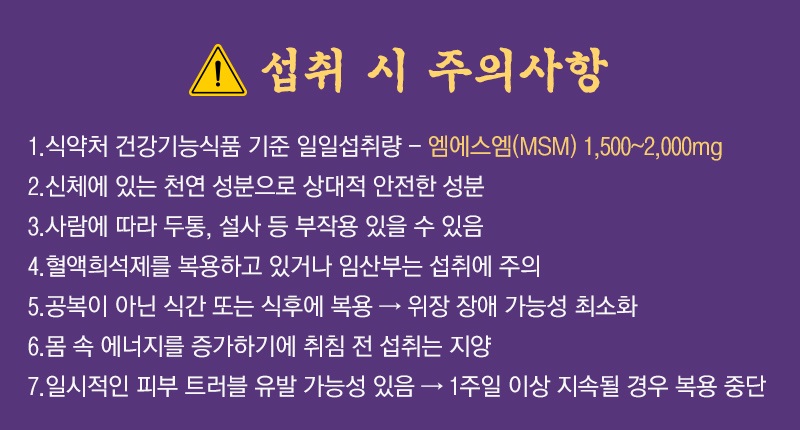 섭취 시 주의사항
1.식약처 건강기능식품 기준 일일섭취량 – 엠에스엠(MSM) 1,500~2,000mg
2.신체에 있는 천연 성분으로 상대적 안전한 성분
3.사람에 따라 두통, 설사 등 부작용 있을 수 있음
4.혈액희석제를 복용하고 있거나 임산부는 섭취에 주의
5.공복이 아닌 식간 또는 식후에 복용 → 위장 장애 가능성 최소화
6.몸 속 에너지를 증가하기에 취침 전 섭취는 지양
7.일시적인 피부 트러블 유발 가능성 있음 → 1주일 이상 지속될 경우 복용 중단